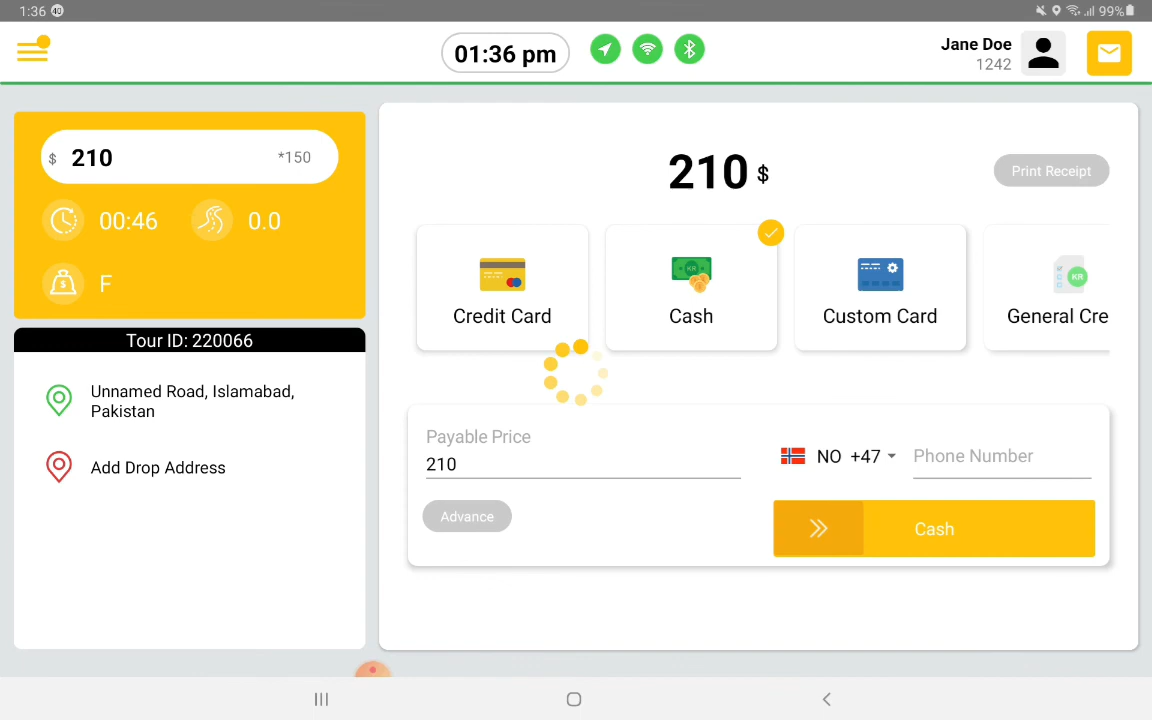 1:36 40 99%
01:36 pm
Jane Doe
1242
$ 210 *150
00:46 0.0
F
Tour ID: 220066
Unnamed Road, Islamabad,
Pakistan
Add Drop Address
210 $
Print Receipt
Credit Card
KR
Cash
Custom Card
KR
General Cre
Payable Price
210
NO +47 Phone Number
Advance
Cash